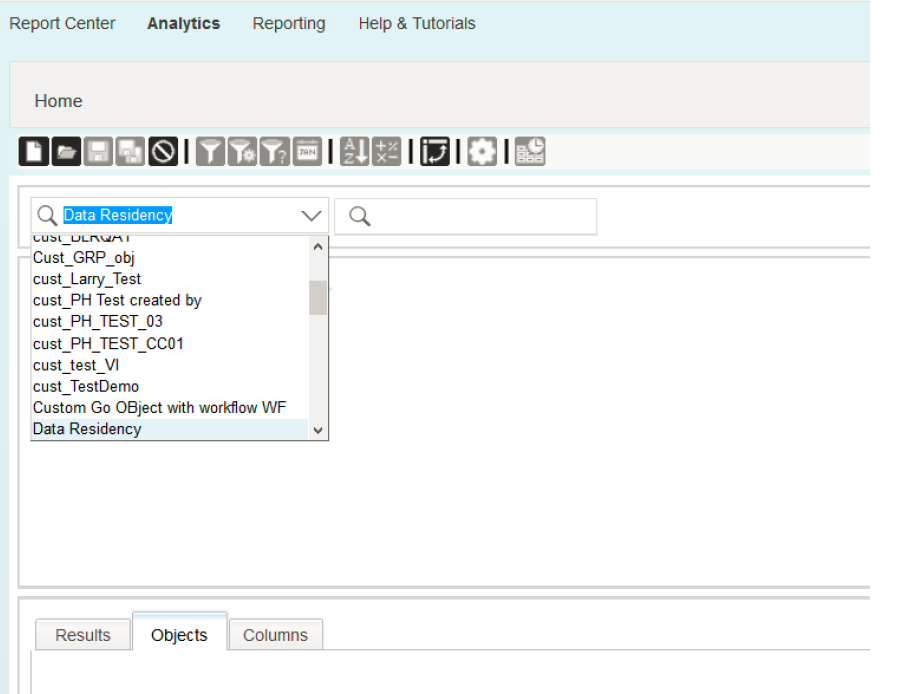 Report Center Analytics Reporting Help & Tutorials
Home
JAN
A
Z
Data Residency
Cust_GRP_obj
cust_Larry_Test
cust_PH Test created by
cust_PH_TEST_03
cust_PH_TEST_CC01
cust_test_VI
cust_TestDemo
Custom Go OBject with workflow WF
Data Residency
Results Objects Columns